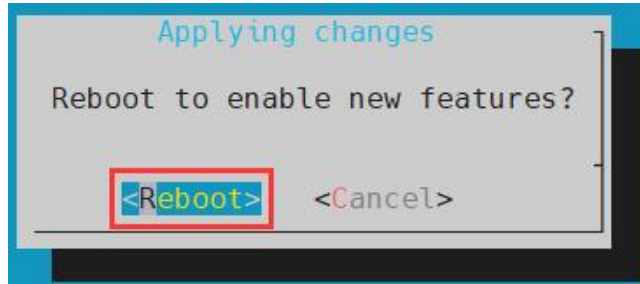 Applying changes
Reboot to enable new features?
<Reboot> <Cancel>